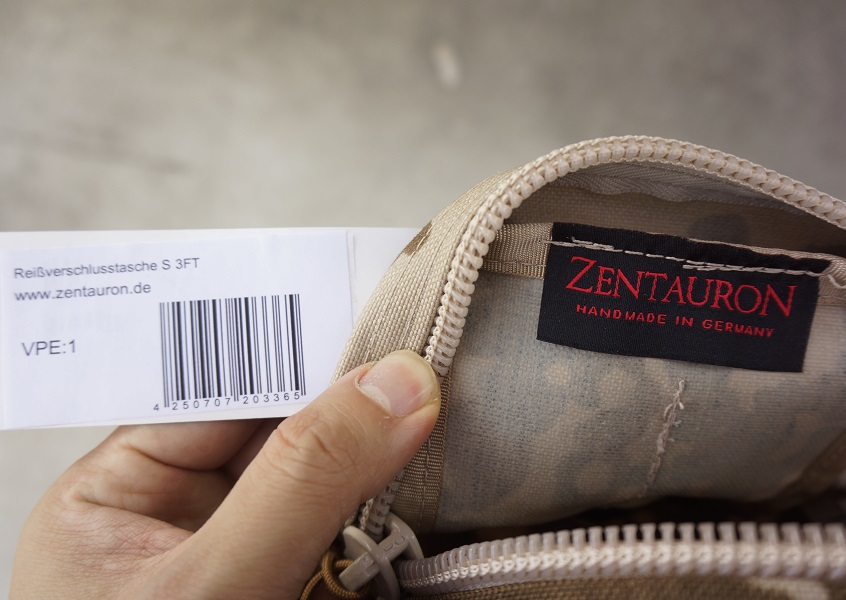 Reißverschlusstasche S 3FT
www.zentauron.de
VPE:1
4 250707 203365
ZENTAURON
HANDMADE IN GERMANY